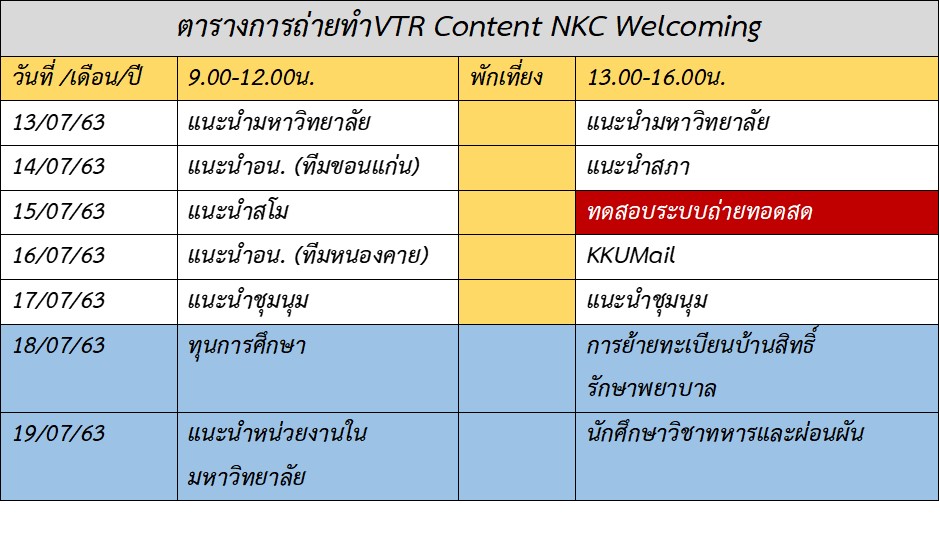 ตารางการถ่ายทำVTR Content NKC Welcoming
วันที่ /เดือน/ปี 9.00-12.00น. พักเที่ยง 13.00-16.00น.
13/07/63 แนะนำมหาวิทยาลัย แนะนำมหาวิทยาลัย
14/07/63 แนะนำอน. (ทีมขอนแก่น) แนะนำสภา
15/07/63 แนะนำสโม ทดสอบระบบถ่ายทอดสด
16/07/63 แนะนำอน. (ทีมหนองคาย) KKUMail
17/07/63 แนะนำชุมนุม แนะนำชุมนุม
18/07/63 ทุนการศึกษา การย้ายทะเบียนบ้านสิทธิ์
รักษาพยาบาล
19/07/63 แนะนำหน่วยงานใน นักศึกษาวิชาทหารและผ่อนผัน
มหาวิทยาลัย